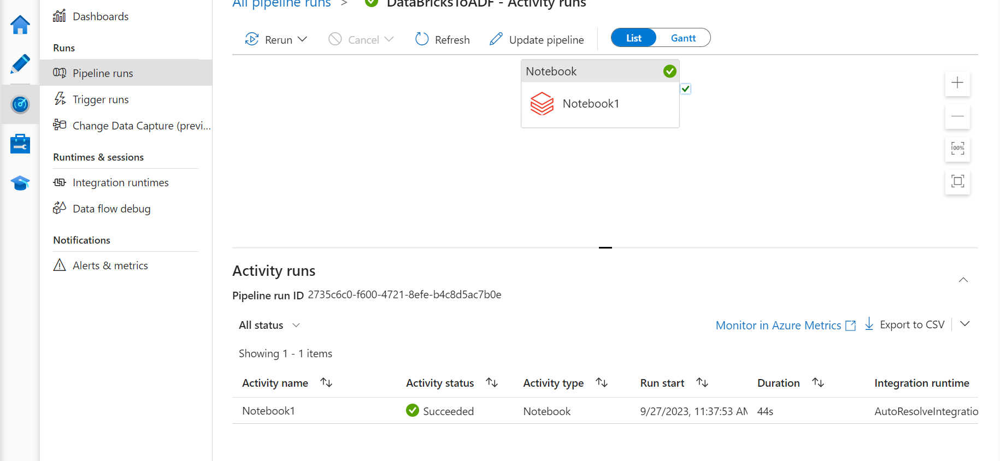 Dashboards
Runs
Pipeline runs
Trigger runs
Change Data Capture (previ...
Runtimes & sessions
Integration runtimes
Data flow debug
Notifications
Alerts & metrics
All pipeline runs > DataBricksToADF - Activity runs
Rerun Cancel Refresh Update pipeline List Gantt
Notebook
Notebook1
100%
Activity runs
Pipeline run ID 2735c6c0-f600-4721-8efe-b4c8d5ac7b0e
All status Monitor in Azure Metrics Export to CSV
Showing 1 - 1 items
Activity name Activity status Activity type Run start Duration Integration runtime
Notebook1 Succeeded Notebook 9/27/2023, 11:37:53 AM 44s AutoResolveIntegratio